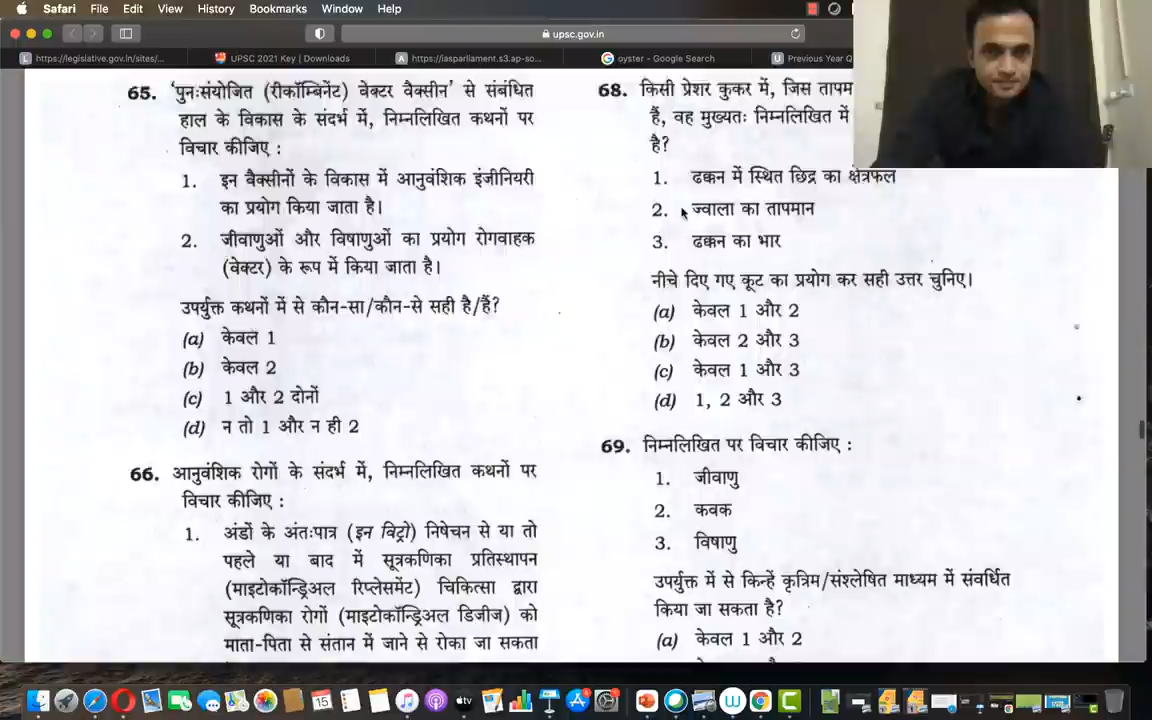 Safari File Edit View History Bookmarks Window Help
upsc.gov.in
https://legislative.gov.in/sites/...
UPSC 2021 Key | Downloads
https://iasparliament.s3.ap-so...
oyster - Google Search
Previous Year Q
65. 'पुनःसंयोजित (रीकॉम्बिनेंट) वेक्टर वैक्सीन' से संबंधित
हाल के विकास के संदर्भ में, निम्नलिखित कथनों पर
विचार कीजिए :
1. इन वैक्सीनों के विकास में आनुवंशिक इंजीनियरी
का प्रयोग किया जाता है।
2. जीवाणुओं और विषाणुओं का प्रयोग रोगवाहक
(वेक्टर) के रूप में किया जाता है।
उपर्युक्त कथनों में से कौन-सा/कौन-से सही है/हैं?
(a) केवल 1
(b) केवल 2
(c) 1 और 2 दोनों
(d) न तो 1 और न ही 2
66. आनुवंशिक रोगों के संदर्भ में, निम्नलिखित कथनों पर
विचार कीजिए :
1. अंडों के अंतःपात्र (इन विट्रो) निषेचन से या तो
पहले या बाद में सूत्रकणिका प्रतिस्थापन
(माइटोकॉन्ड्रिअल रिप्लेसमेंट) चिकित्सा द्वारा
सूत्रकणिका रोगों (माइटोकॉन्ड्रिअल डिजीज) को
माता-पिता से संतान में जाने से रोका जा सकता
68. किसी प्रेशर कुकर में, जिस तापम
हैं, वह मुख्यतः निम्नलिखित में
है?
1. ढक्कन में स्थित छिद्र का क्षेत्रफल
2. ज्वाला का तापमान
3. ढक्कन का भार
नीचे दिए गए कूट का प्रयोग कर सही उत्तर चुनिए।
(a) केवल 1 और 2
(b) केवल 2 और 3
(c) केवल 1 और 3
(d) 1, 2 और 3
69. निम्नलिखित पर विचार कीजिए :
1. जीवाणु
2. कवक
3. विषाणु
उपर्युक्त में से किन्हें कृत्रिम/संश्लेषित माध्यम में संवर्धित
किया जा सकता है?
(a) केवल 1 और 2
15